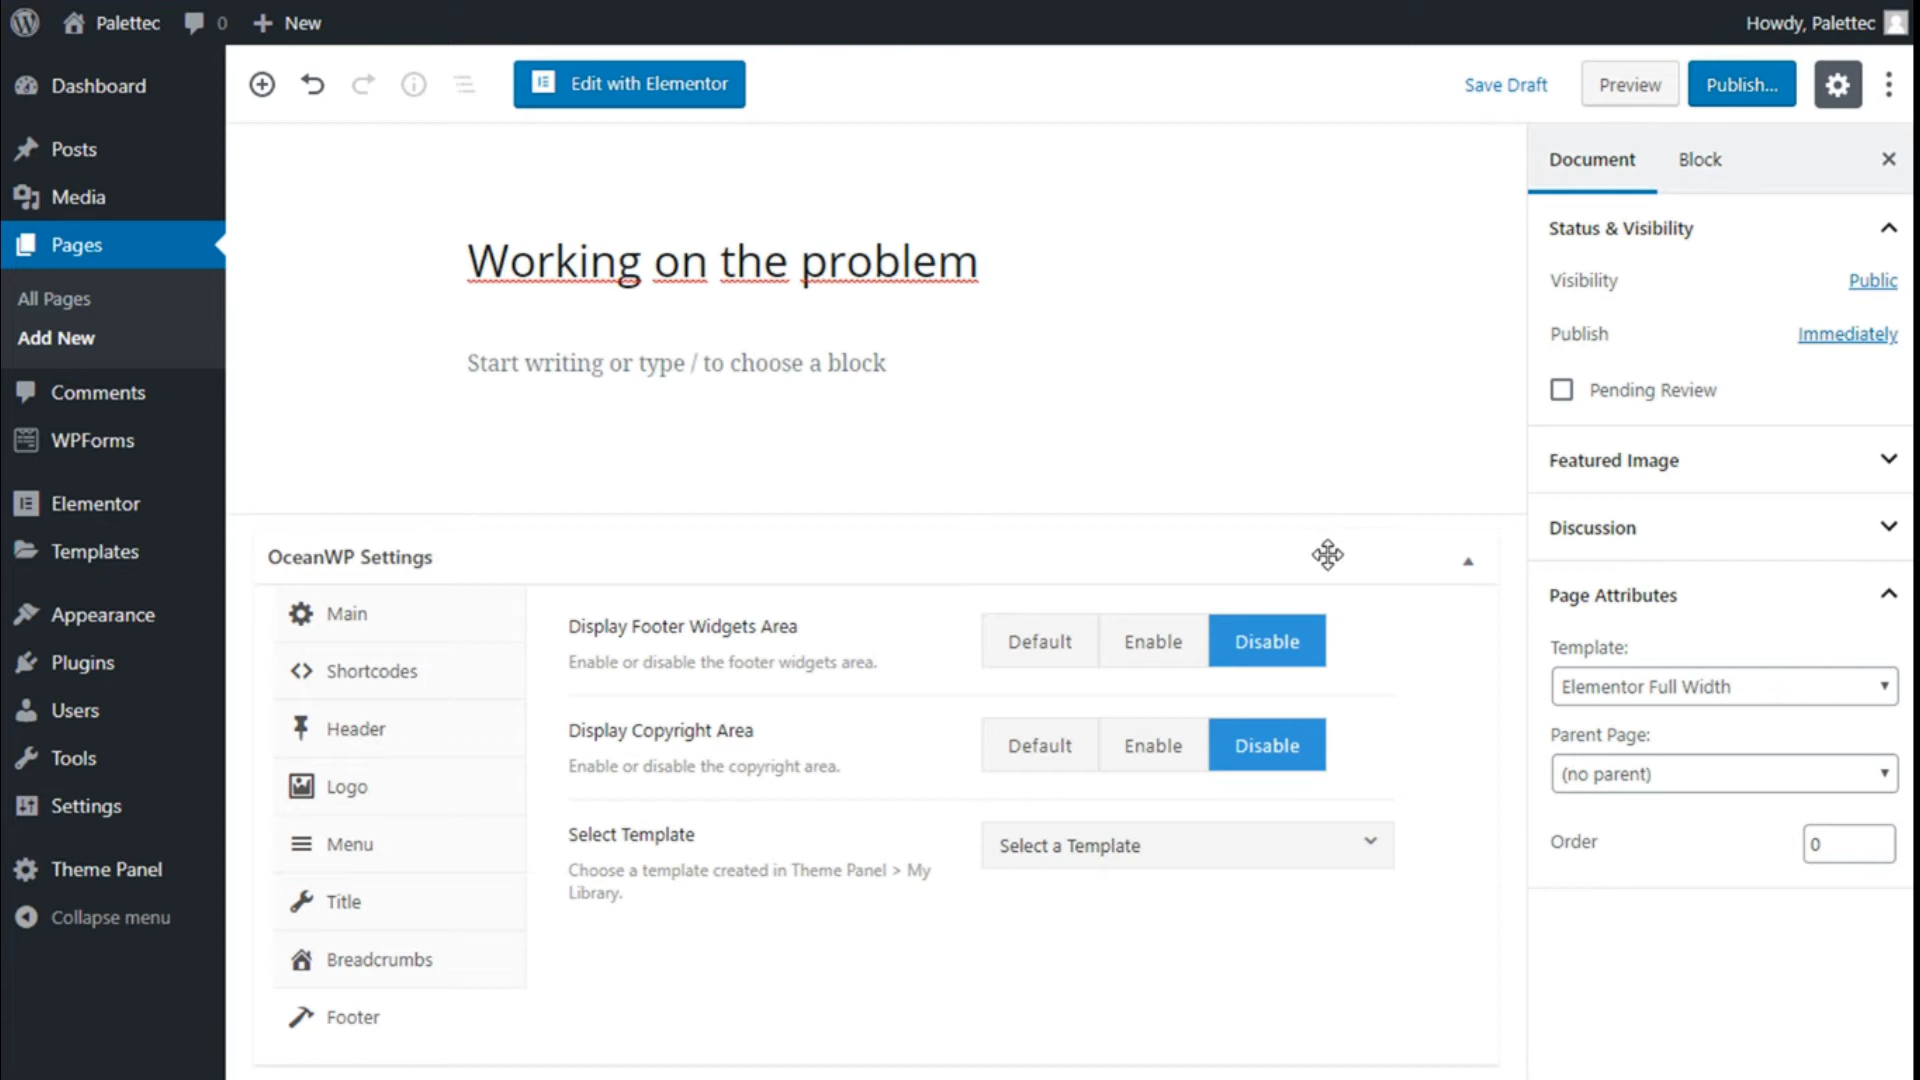 Palettec
0
New
Howdy, Palettec
Dashboard
Posts
Media
Pages
All Pages
Add New
Comments
WPForms
Elementor
Templates
Appearance
Plugins
Users
Tools
Settings
Theme Panel
Collapse menu
Edit with Elementor
Save Draft
Preview
Publish...
Working on the problem
Start writing or type / to choose a block
OceanWP Settings
Main
Shortcodes
Header
Logo
Menu
Title
Breadcrumbs
Footer
Display Footer Widgets Area
Enable or disable the footer widgets area.
Default
Enable
Disable
Display Copyright Area
Enable or disable the copyright area.
Default
Enable
Disable
Select Template
Choose a template created in Theme Panel > My
Library.
Select a Template
Document
Block
Status & Visibility
Visibility
Public
Publish
Immediately
Pending Review
Featured Image
Discussion
Page Attributes
Template:
Elementor Full Width
Parent Page:
(no parent)
Order
0